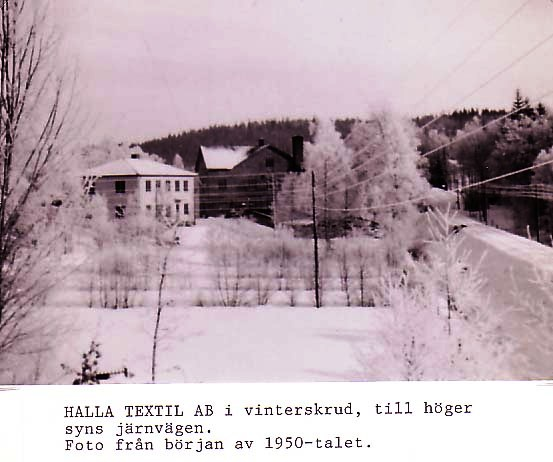 HALLA TEXTIL AB i vinterskrud, till höger
syns järnvägen.
Foto från början av 1950-talet.